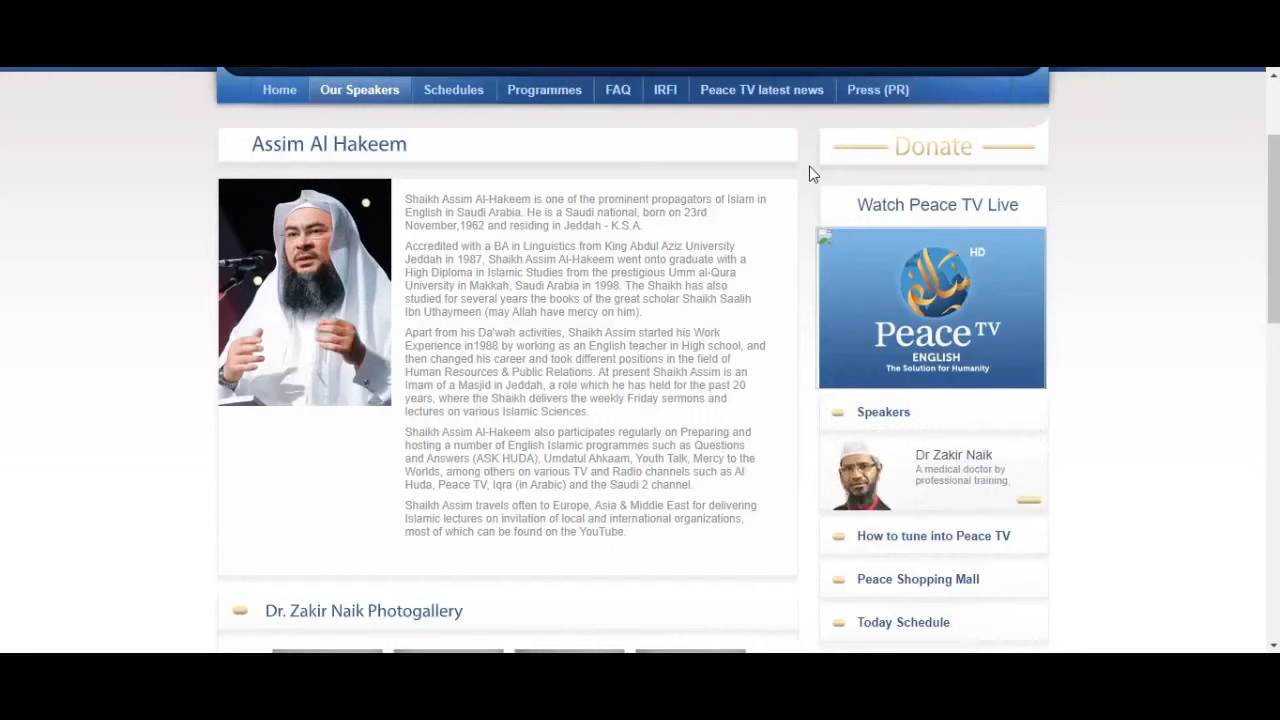 Home Our Speakers Schedules Programmes FAQ IRFI Peace TV latest news Press (PR)
Assim Al Hakeem
Shaikh Assim Al-Hakeem is one of the prominent propagators of Islam in
English in Saudi Arabia. He is a Saudi national, born on 23rd
November,1962 and residing in Jeddah - K.S.A.
Accredited with a BA in Linguistics from King Abdul Aziz University
Jeddah in 1987, Shaikh Assim Al-Hakeem went onto graduate with a
High Diploma in Islamic Studies from the prestigious Umm al-Qura
University in Makkah, Saudi Arabia in 1998. The Shaikh has also
studied for several years the books of the great scholar Shaikh Saalih
Ibn Uthaymeen (may Allah have mercy on him).
Apart from his Da'wah activities, Shaikh Assim started his Work
Experience in1988 by working as an English teacher in High school, and
then changed his career and took different positions in the field of
Human Resources & Public Relations. At present Shaikh Assim is an
Imam of a Masjid in Jeddah, a role which he has held for the past 20
years, where the Shaikh delivers the weekly Friday sermons and
lectures on various Islamic Sciences.
Shaikh Assim Al-Hakeem also participates regularly on Preparing and
hosting a number of English Islamic programmes such as Questions
and Answers (ASK HUDA), Umdatul Ahkaam, Youth Talk, Mercy to the
Worlds, among others on various TV and Radio channels such as Al
Huda, Peace TV, Iqra (in Arabic) and the Saudi 2 channel.
Shaikh Assim travels often to Europe, Asia & Middle East for delivering
Islamic lectures on invitation of local and international organizations,
most of which can be found on the YouTube.
Dr. Zakir Naik Photogallery
Donate
Watch Peace TV Live
HD
سلام
Peace TV
ENGLISH
The Solution for Humanity
Speakers
Dr Zakir Naik
A medical doctor by
professional training,
How to tune into Peace TV
Peace Shopping Mall
Today Schedule